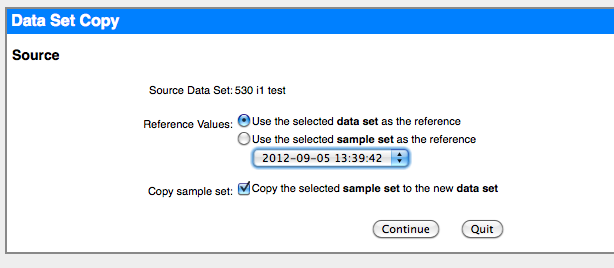 Data Set Copy
Source
Source Data Set: 530 i1 test
Reference Values: Use the selected data set as the reference
Use the selected sample set as the reference
2012-09-05 13:39:42
Copy sample set: Copy the selected sample set to the new data set
Continue Quit